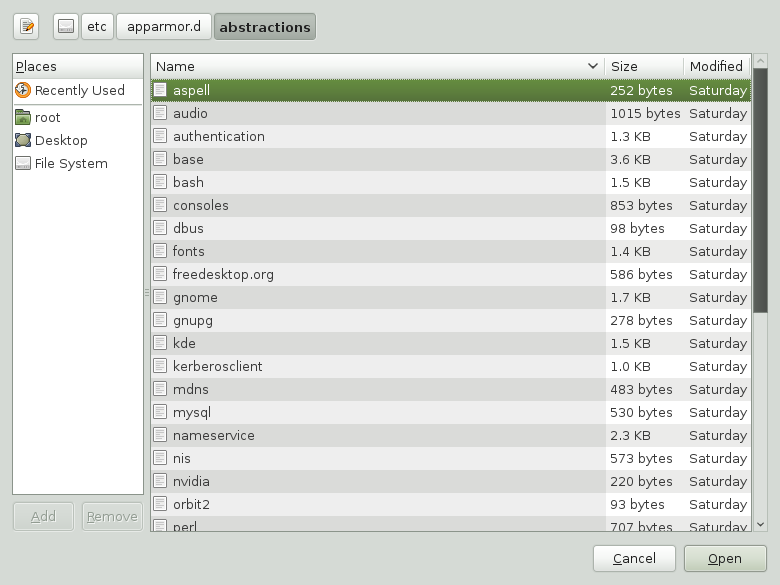 etc apparmor.d abstractions
Places
Recently Used
root
Desktop
File System
Add Remove
Name Size Modified
aspell 252 bytes Saturday
audio 1015 bytes Saturday
authentication 1.3 KB Saturday
base 3.6 KB Saturday
bash 1.5 KB Saturday
consoles 853 bytes Saturday
dbus 98 bytes Saturday
fonts 1.4 KB Saturday
freedesktop.org 586 bytes Saturday
gnome 1.7 KB Saturday
gnupg 278 bytes Saturday
kde 1.5 KB Saturday
kerberosclient 1.0 KB Saturday
mdns 483 bytes Saturday
mysql 530 bytes Saturday
nameservice 2.3 KB Saturday
nis 573 bytes Saturday
nvidia 220 bytes Saturday
orbit2 93 bytes Saturday
perl 707 bytes Saturday
Cancel Open